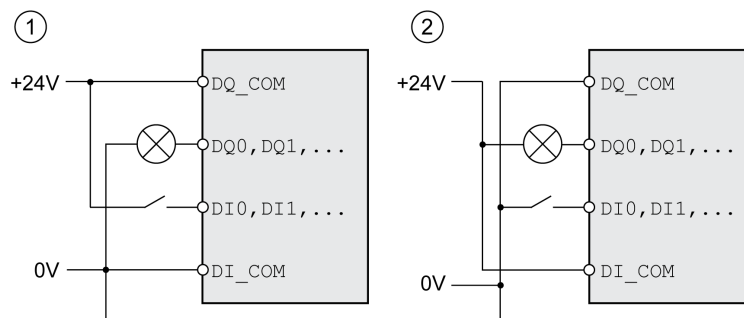 1
+24V
DQ_COM
DQ0,DQ1,...
DI0,DI1,...
0V
DI_COM
2
+24V
DQ_COM
DQ0,DQ1,...
DI0,DI1,...
DI_COM
0V